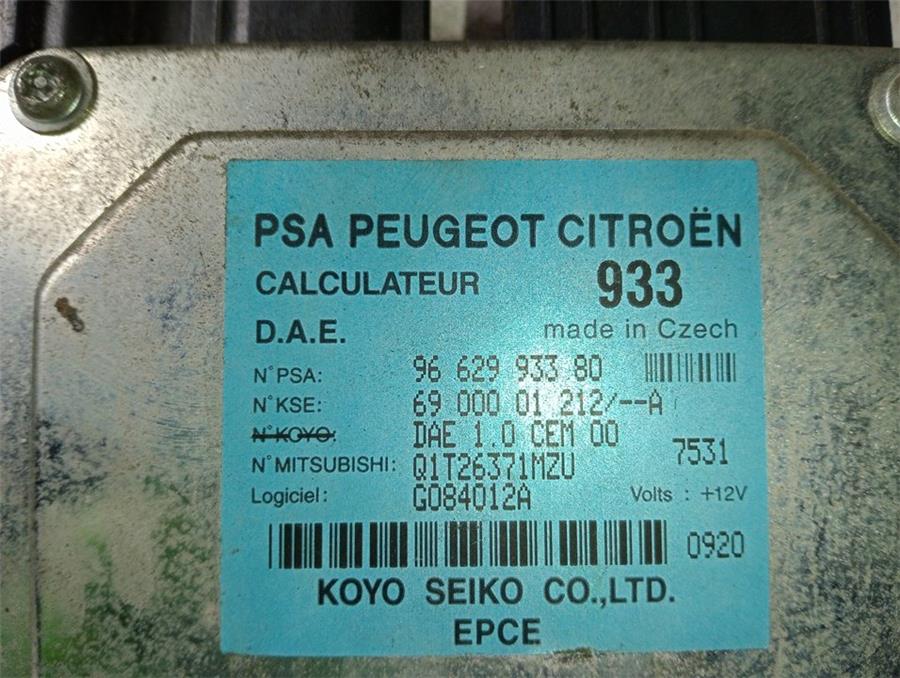 PSA PEUGEOT CITROËN
CALCULATEUR 933
D.A.E. made in Czech
N°PSA: 96 629 933 80
N°KSE: 69 000 01 212/--A
N°KOYO: DAE 1.0 CEM 00
N°MITSUBISHI: Q1T26371MZU 7531
Logiciel: G084012A Volts : +12V
0920
KOYO SEIKO CO.,LTD.
EPCE